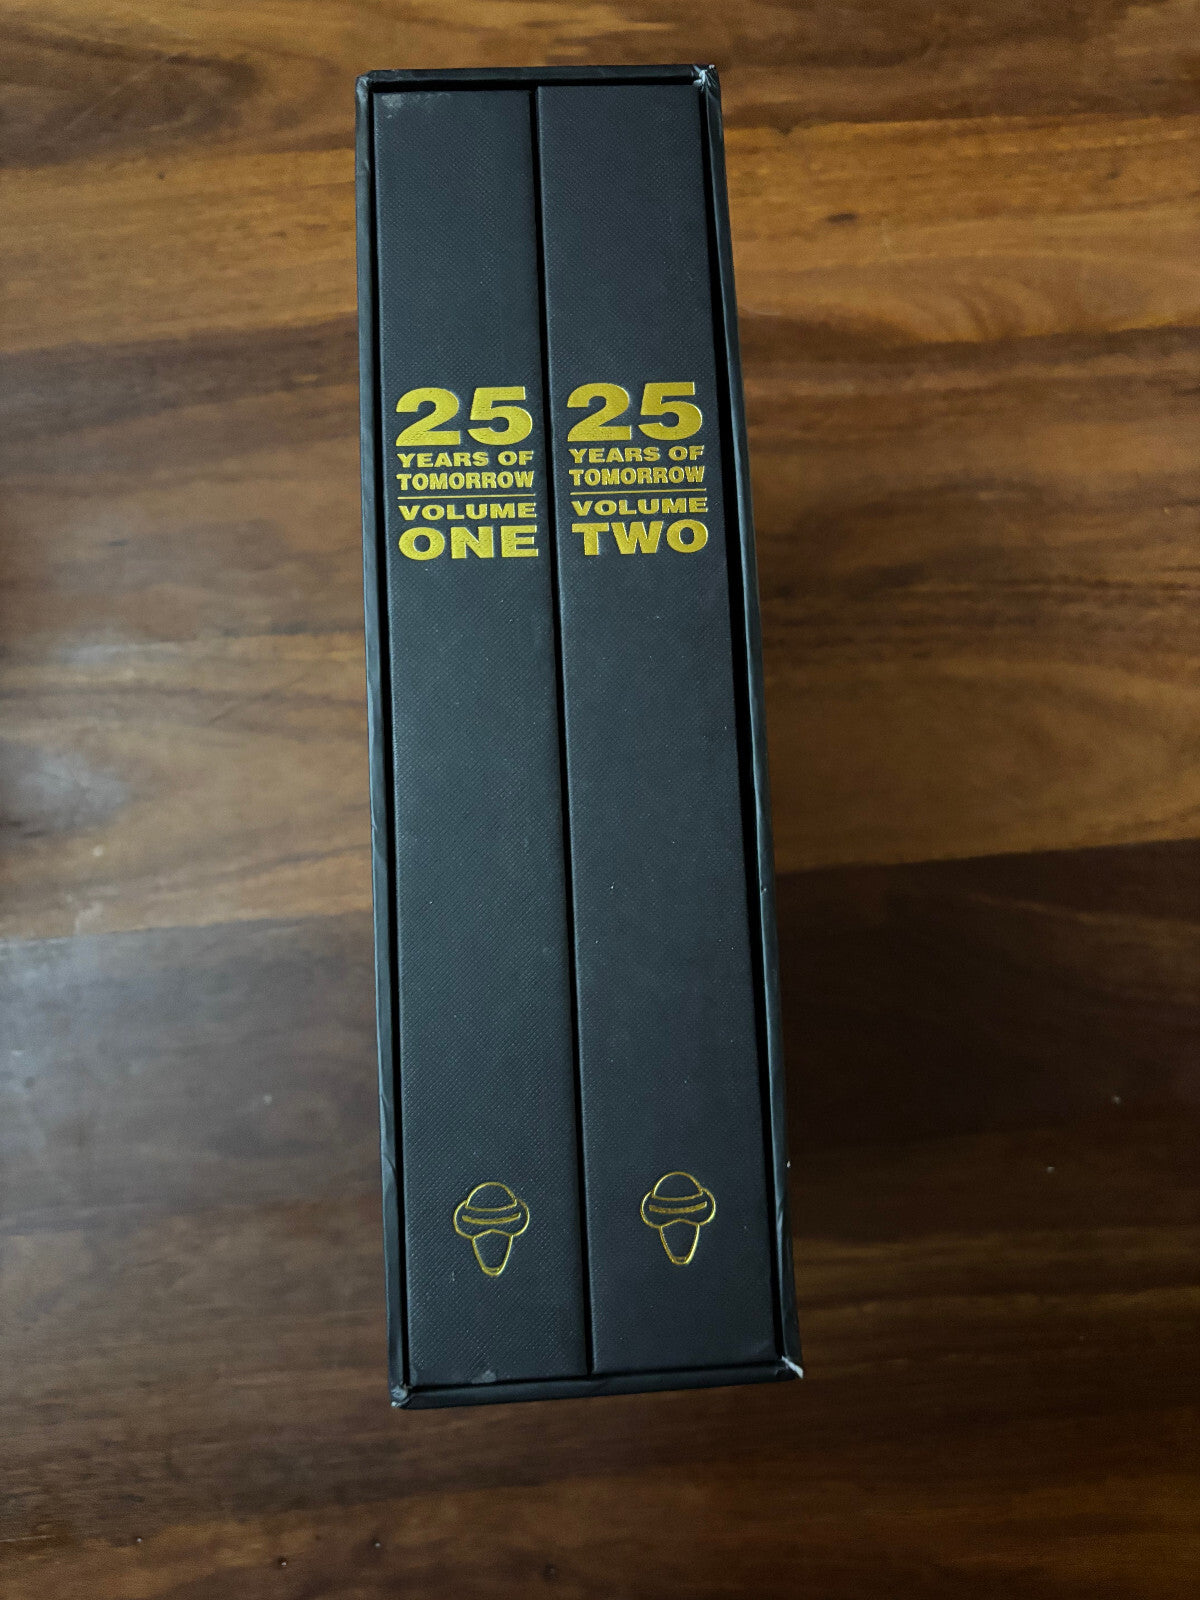 25
YEARS OF
TOMORROW
VOLUME
ONE
25
YEARS OF
TOMORROW
VOLUME
TWO